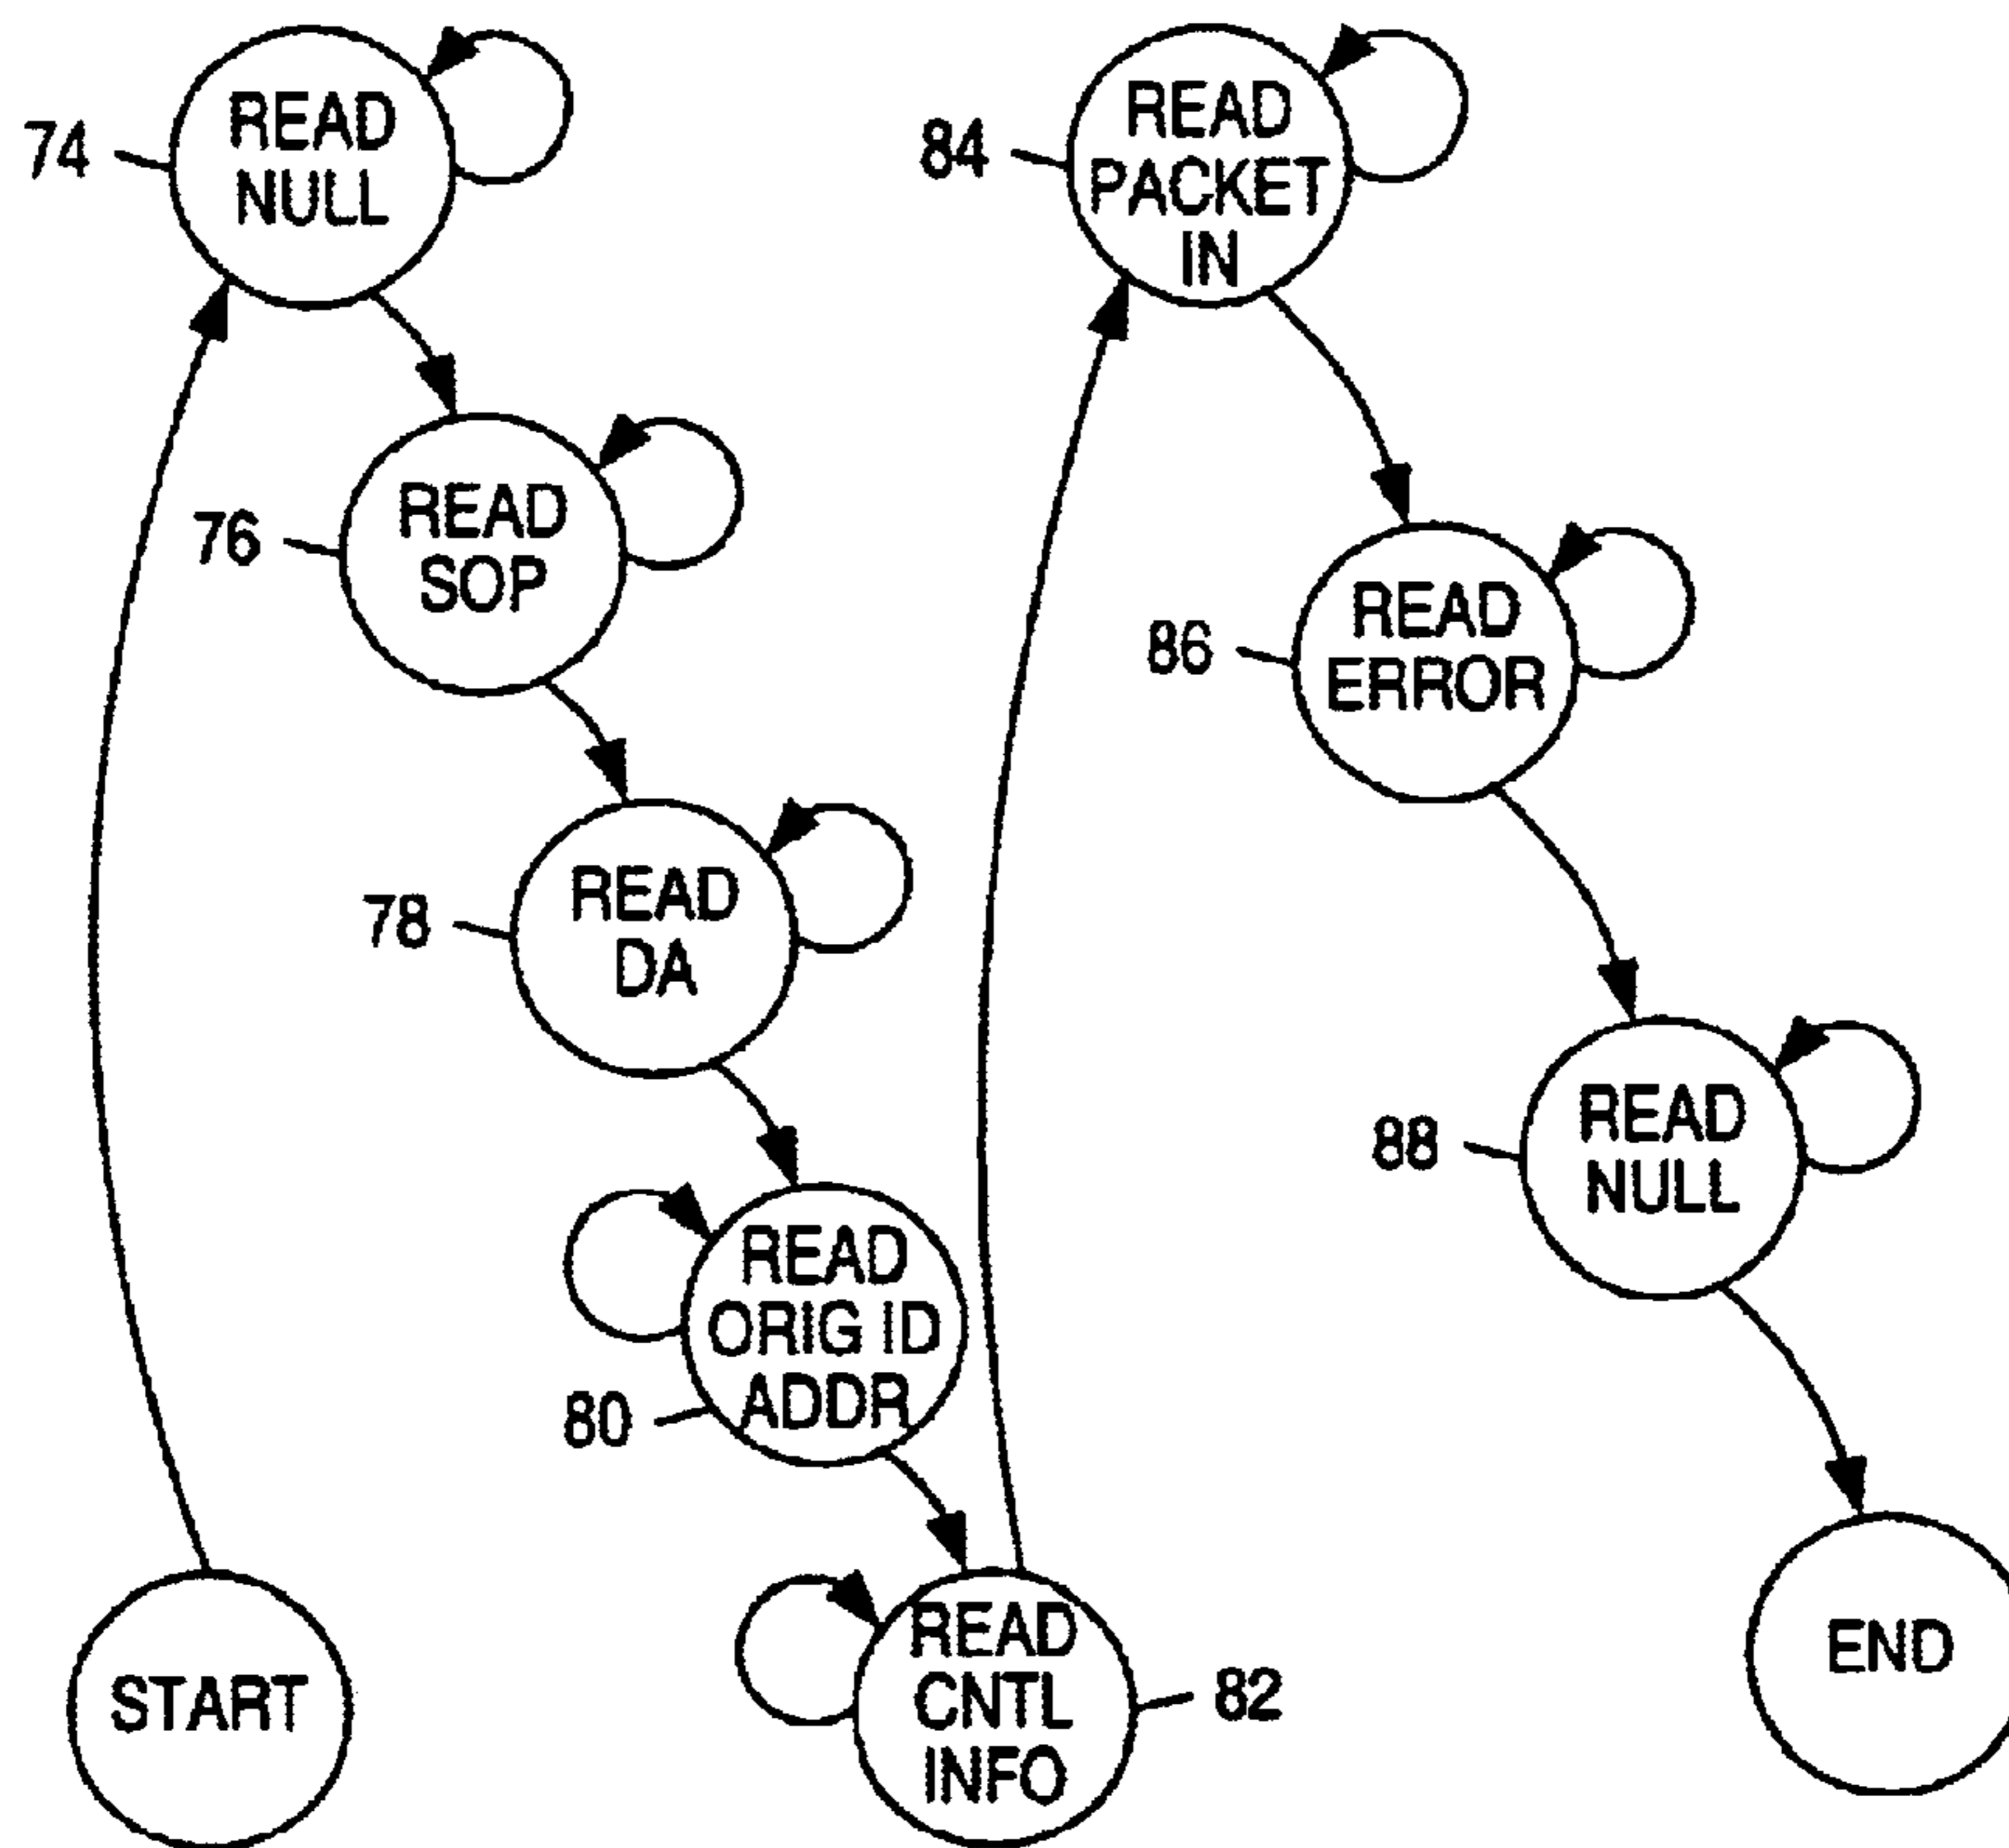 74
READ
NULL
76
READ
SOP
78
READ
DA
80
READ
ORIG ID
ADDR
82
READ
CNTL
INFO
START
84
READ
PACKET
IN
86
READ
ERROR
88
READ
NULL
END